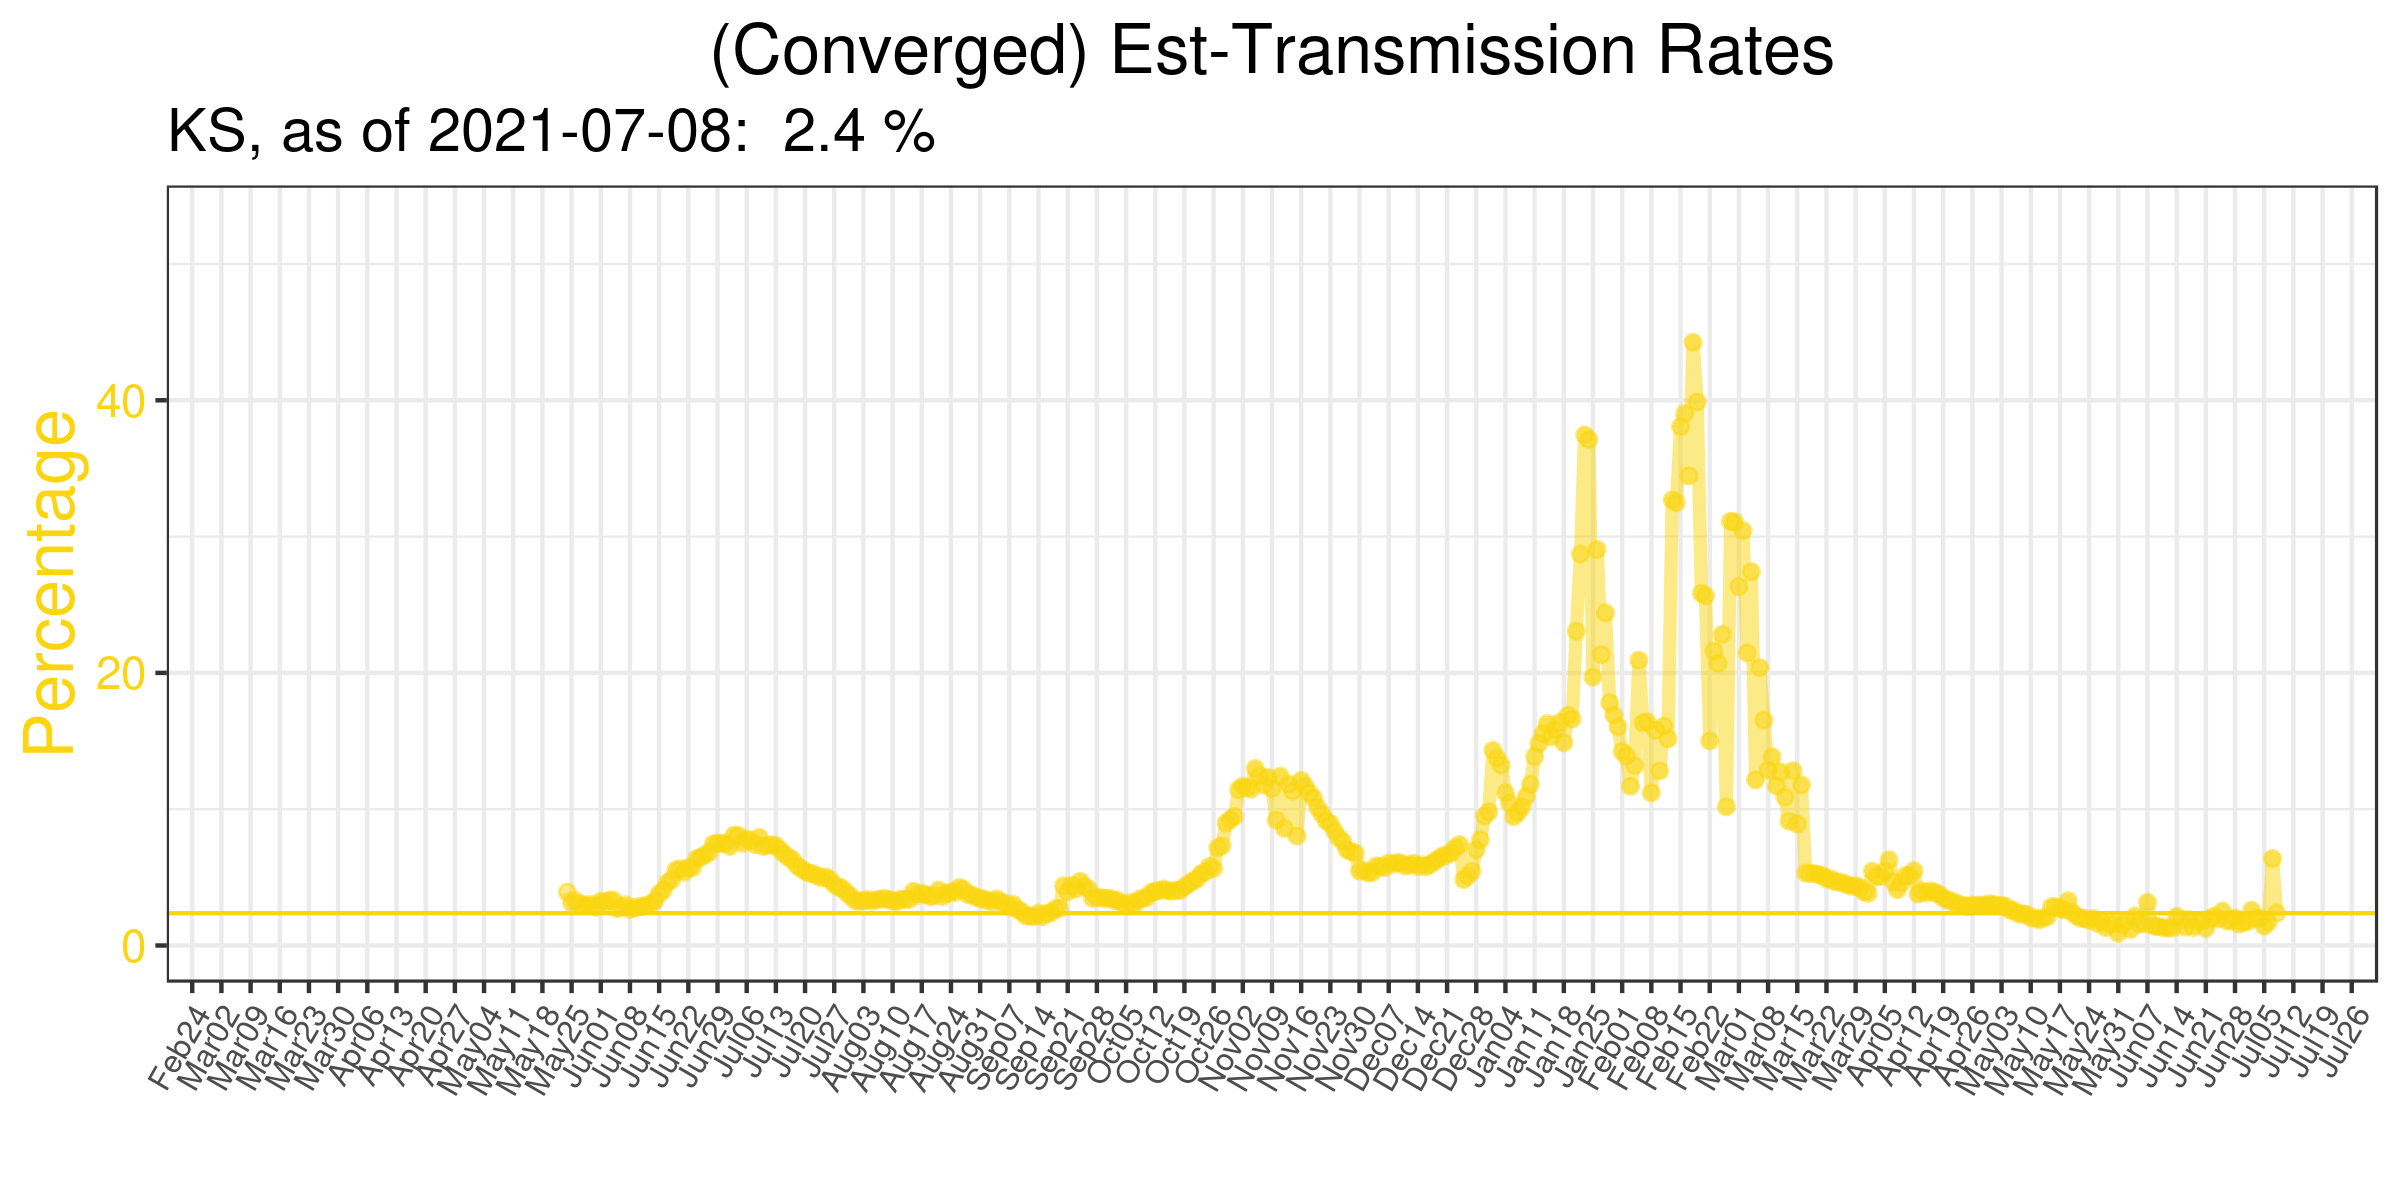 (Converged) Est-Transmission Rates
KS, as of 2021-07-08:  2.4 %
Percentage
40
20
0
Feb24
Mar02
Mar09
Mar16
Mar23
Mar30
Apr06
Apr13
Apr20
Apr27
May04
May11
May18
May25
Jun01
Jun08
Jun15
Jun22
Jun29
Jul06
Jul13
Jul20
Jul27
Aug03
Aug10
Aug17
Aug24
Aug31
Sep07
Sep14
Sep21
Sep28
Oct05
Oct12
Oct19
Oct26
Nov02
Nov09
Nov16
Nov23
Nov30
Dec07
Dec14
Dec21
Dec28
Jan04
Jan11
Jan18
Jan25
Feb01
Feb08
Feb15
Feb22
Mar01
Mar08
Mar15
Mar22
Mar29
Apr05
Apr12
Apr19
Apr26
May03
May10
May17
May24
May31
Jun07
Jun14
Jun21
Jun28
Jul05
Jul12
Jul19
Jul26